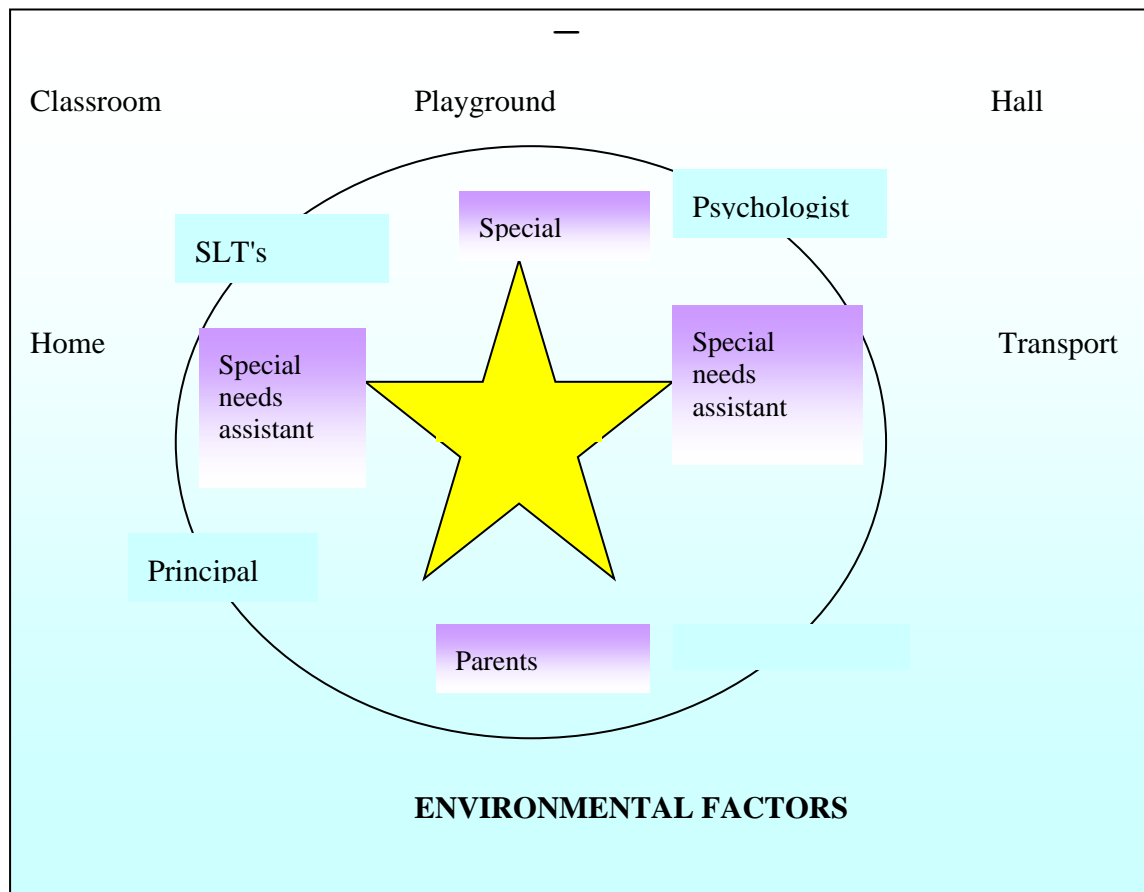 Classroom Playground Hall
Psychologist
Special
SLT's
Home
Special
needs
assistant
Special
needs
assistant
Transport
Principal
Parents
ENVIRONMENTAL FACTORS